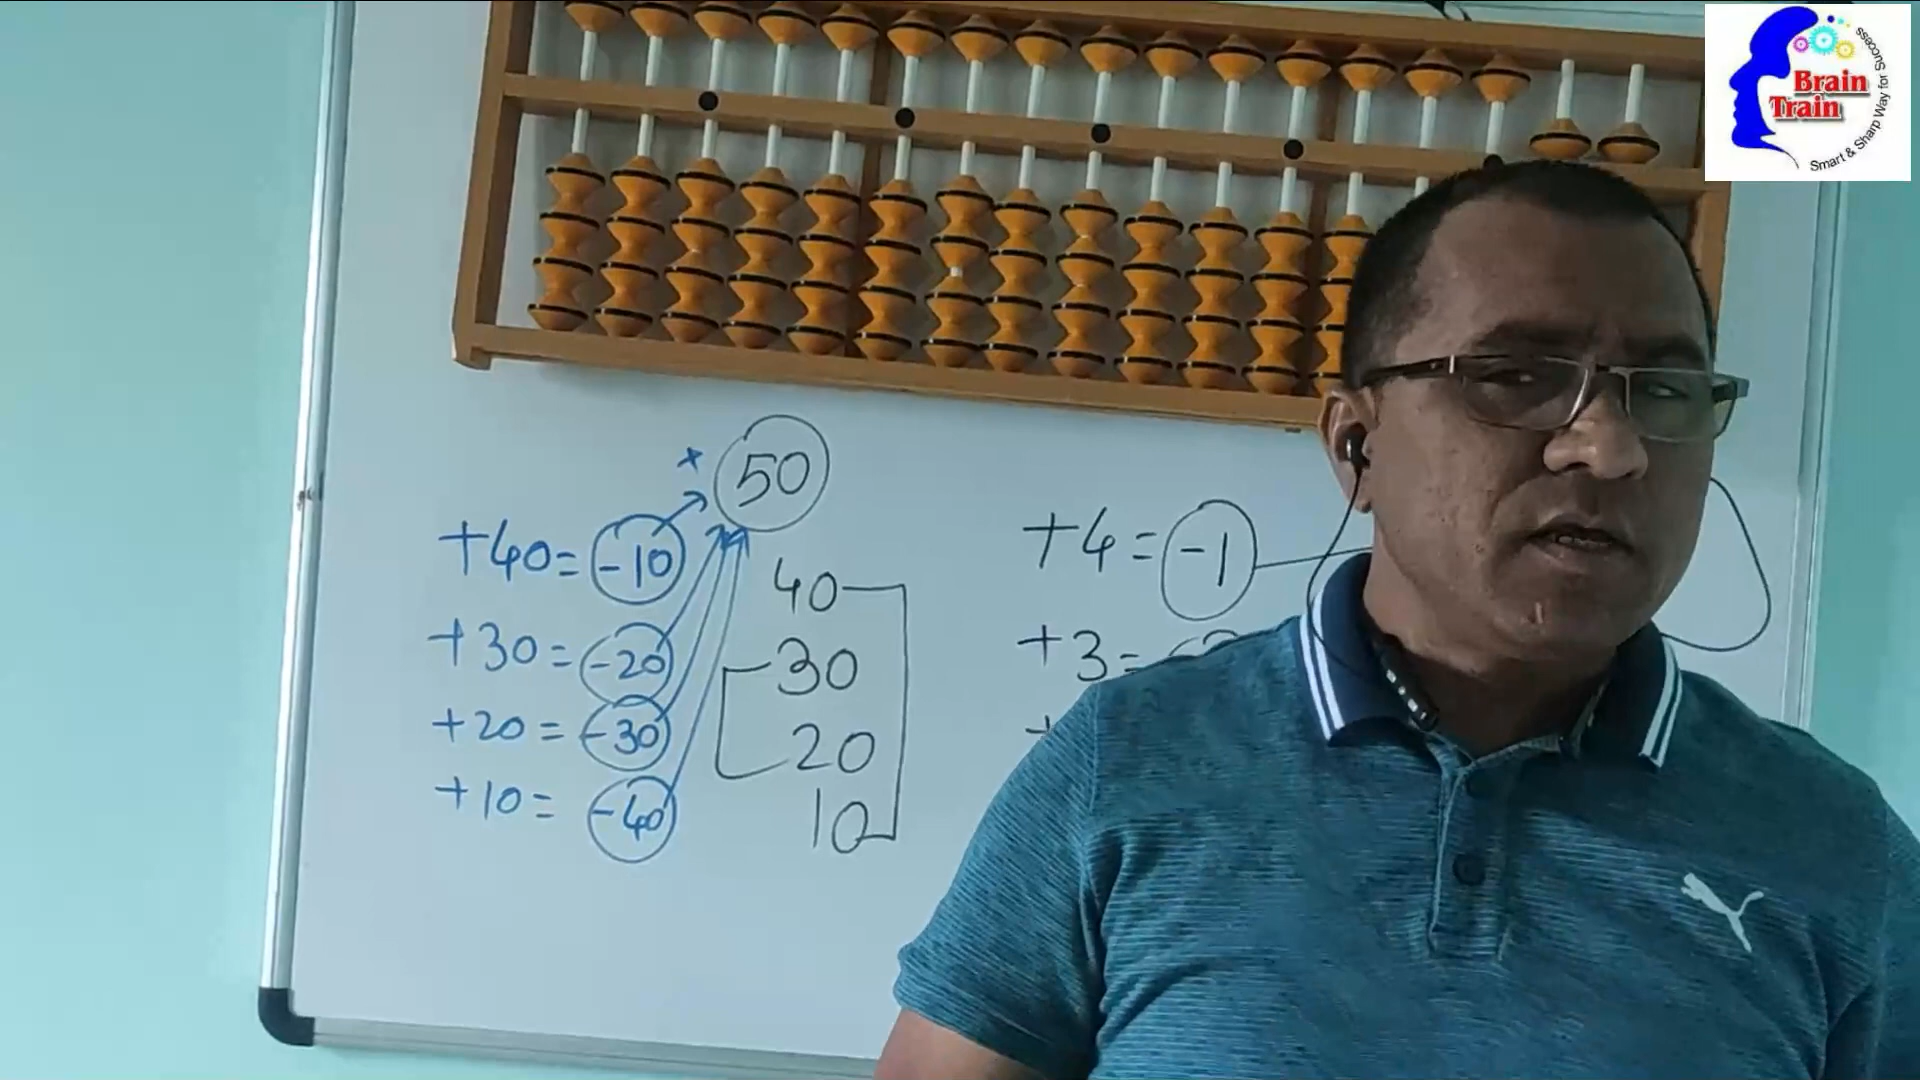 Brain
Train
Smart & Sharp Way for Success
50
+40 = -10
+30 = -20
+20 = -30
+10 = -40
40
30
20
10
+4 = -1
+3 =